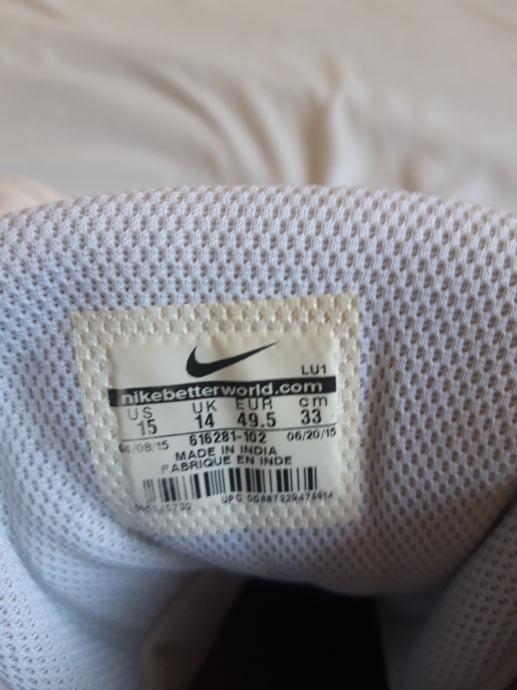 LU1
nikebetterworld.com
US UK EUR cm
15 14 49.5 33
616281-102 06/20/15
MADE IN INDIA
FABRIQUE EN INDE
UPC